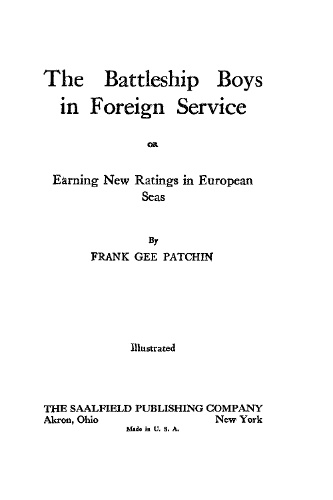 The Battleship Boys
in Foreign Service
OR
Earning New Ratings in European
Seas
By
FRANK GEE PATCHIN
Illustrated
THE SAALFIELD PUBLISHING COMPANY
Akron, Ohio New York
Made in U. S. A.